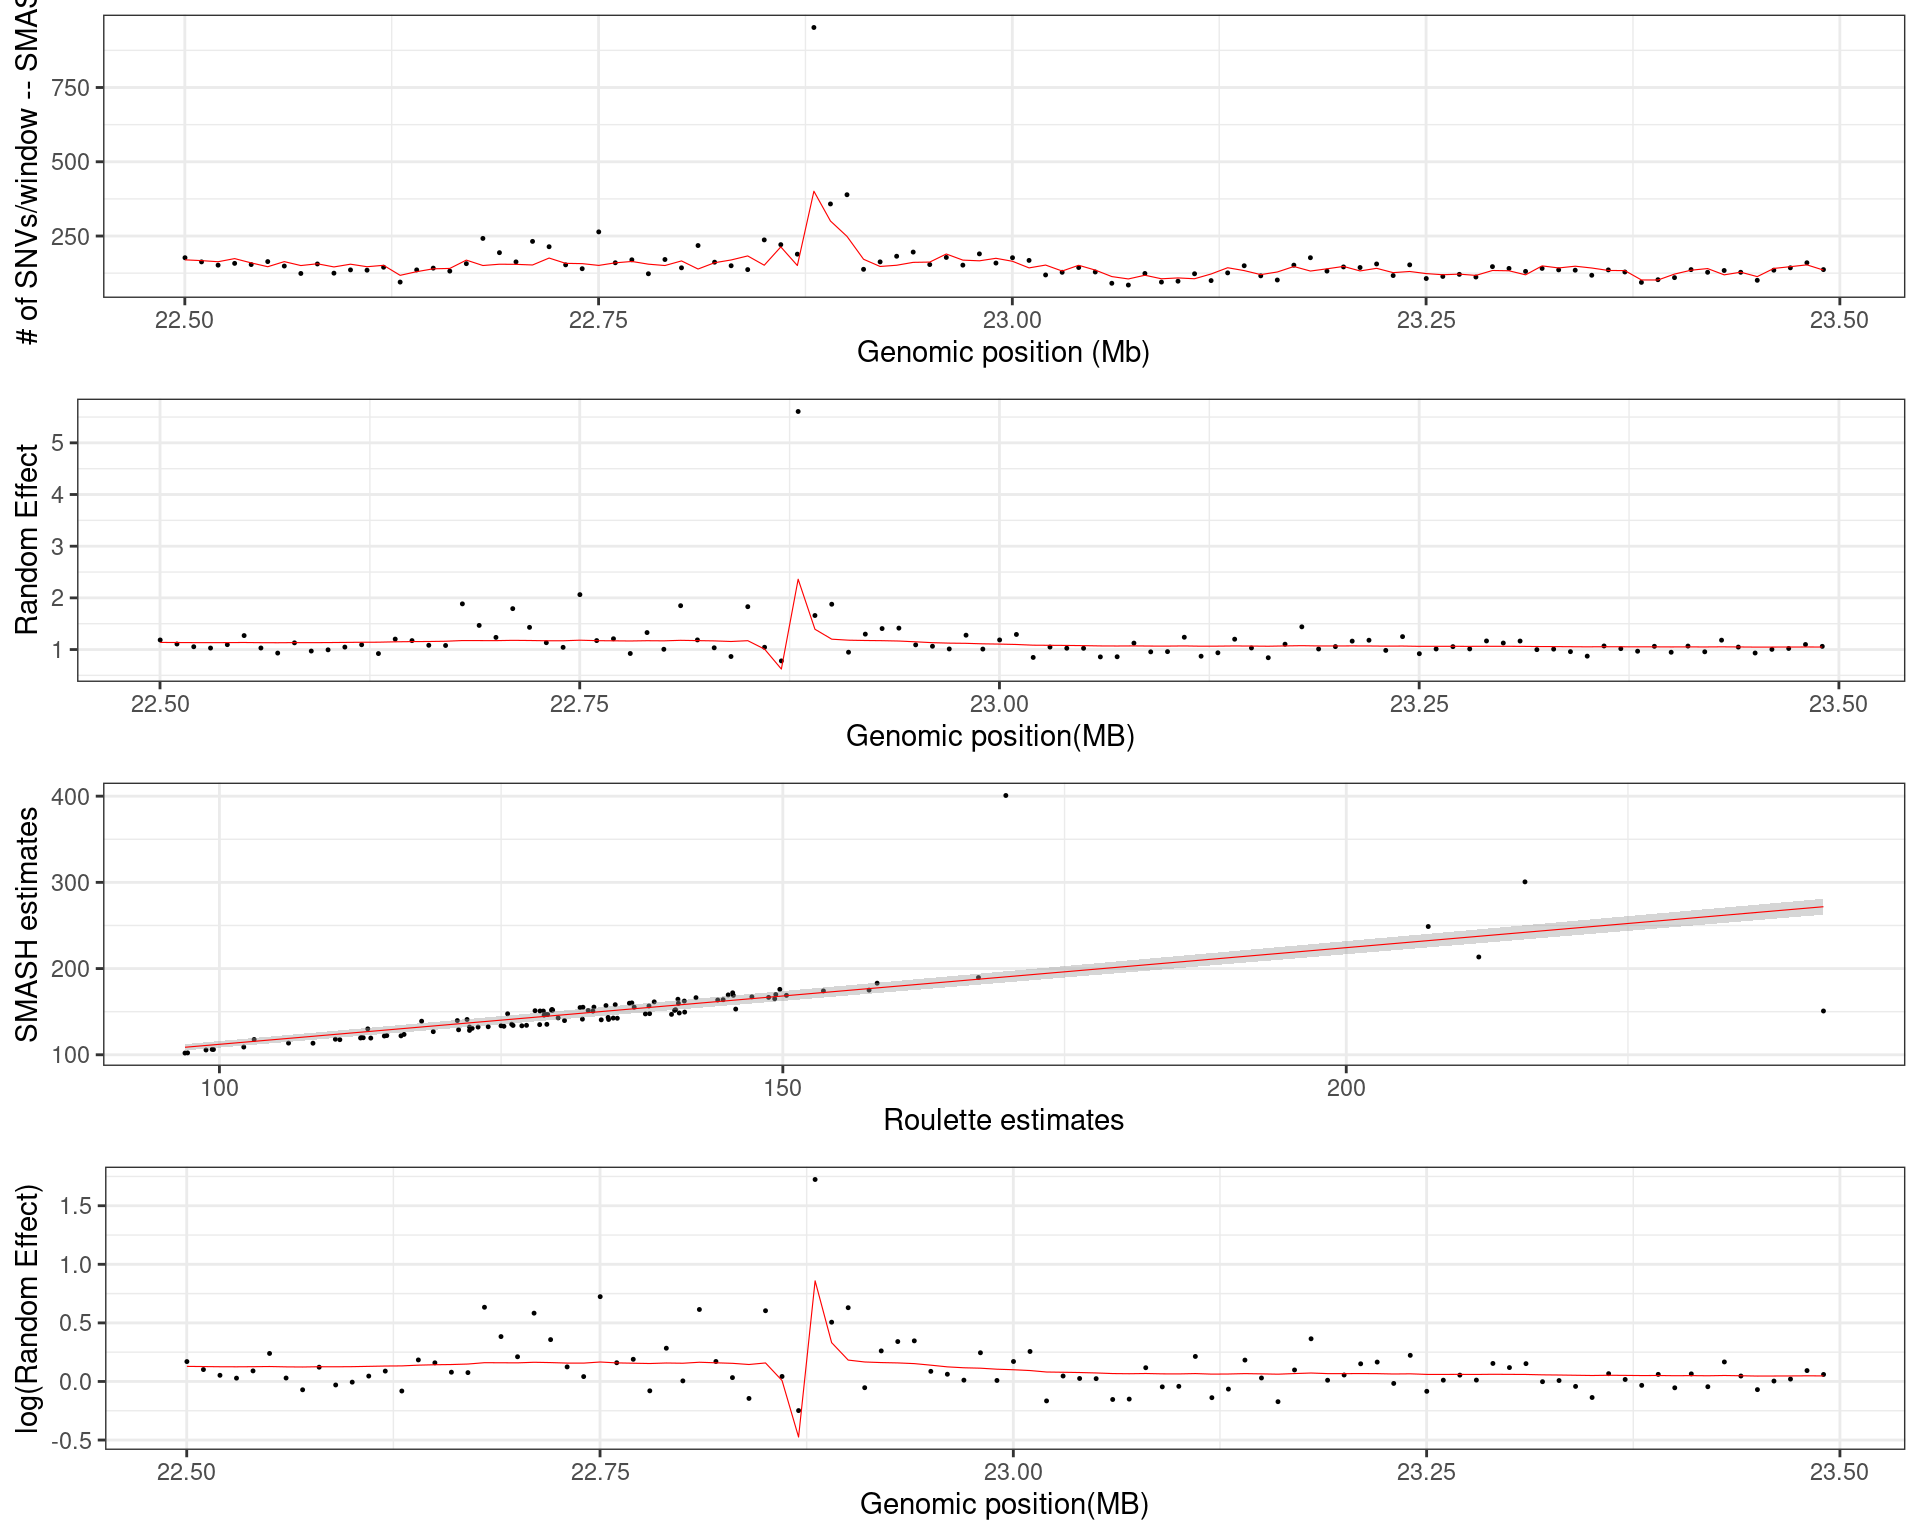 # of SNVs/window -- SMAS
750
500
250
22.50 22.75 23.00 23.25 23.50
Genomic position (Mb)
Random Effect
5
4
3
2
1
22.50 22.75 23.00 23.25 23.50
Genomic position(MB)
SMASH estimates
400
300
200
100
100 150 200
Roulette estimates
log(Random Effect)
1.5
1.0
0.5
0.0
-0.5
22.50 22.75 23.00 23.25 23.50
Genomic position(MB)